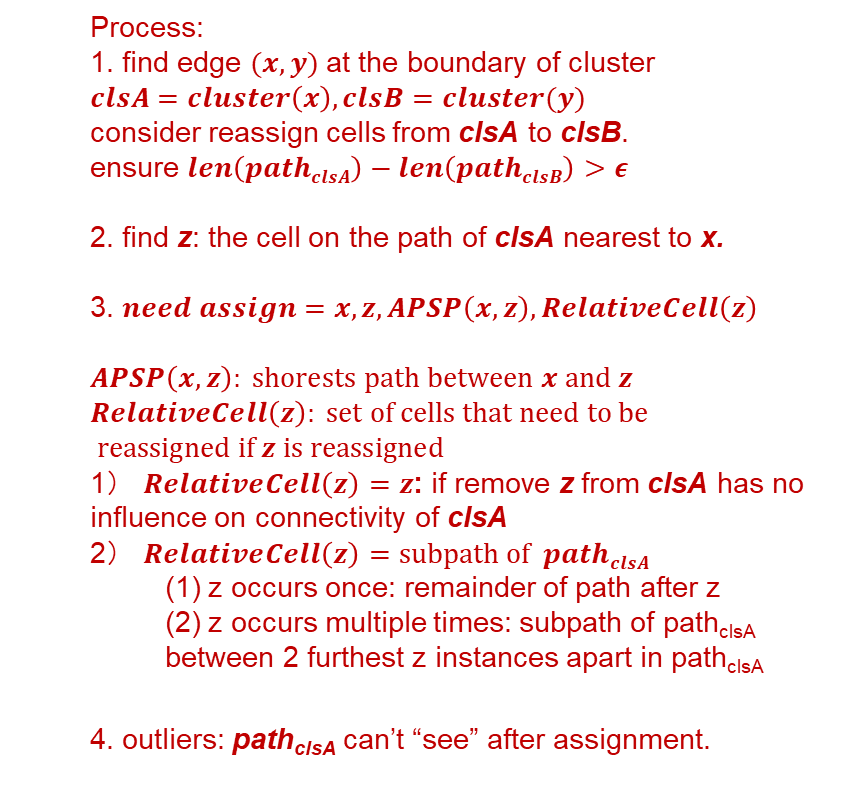 Process:
1. find edge (x, y) at the boundary of cluster
clsA = cluster(x), clsB = cluster(y)
consider reassign cells from clsA to clsB.
ensure len(path_clsA) − len(path_clsB) > ϵ
2. find z: the cell on the path of clsA nearest to x.
3. need assign = x, z, APSP(x, z), RelativeCell(z)
APSP(x, z): shorests path between x and z
RelativeCell(z): set of cells that need to be
reassigned if z is reassigned
1) RelativeCell(z) = z: if remove z from clsA has no
influence on connectivity of clsA
2) RelativeCell(z) = subpath of path_clsA
(1) z occurs once: remainder of path after z
(2) z occurs multiple times: subpath of path_clsA
between 2 furthest z instances apart in path_clsA
4. outliers: path_clsA can’t “see” after assignment.